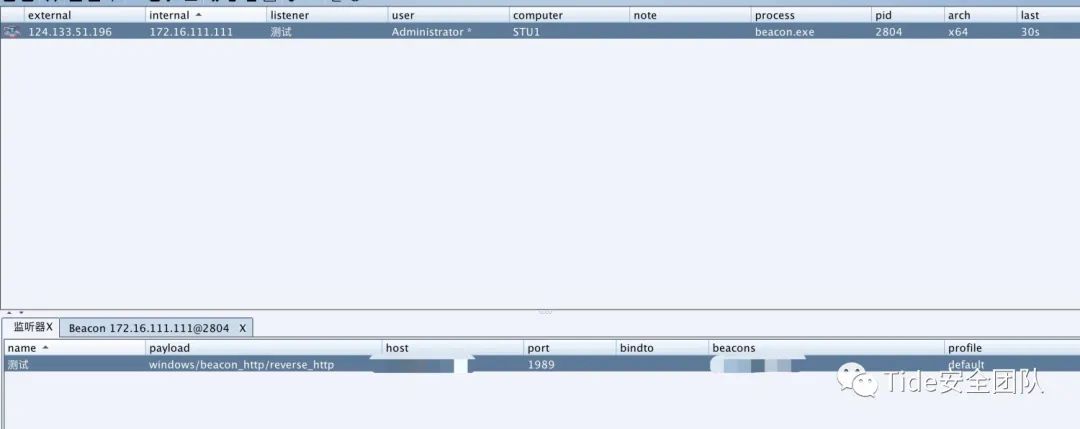 external internal listener user computer note process pid arch last
124.133.51.196 172.16.111.111 测试 Administrator * STU1 beacon.exe 2804 x64 30s
监听器X Beacon 172.16.111.111@2804 X
name payload host port bindto beacons profile
测试 windows/beacon_http/reverse_http 1989 default
Tide安全团队